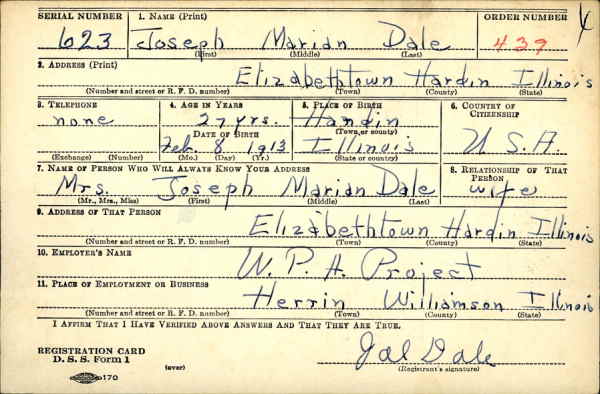 SERIAL NUMBER 1. NAME (Print) ORDER NUMBER
623 Joseph Marian Dale 439
(First) (Middle) (Last)
2. ADDRESS (Print)
Elizabethtown Hardin Illinois
(Number and street or R. F. D. number) (Town) (County) (State)
3. TELEPHONE 4. AGE IN YEARS 5. PLACE OF BIRTH 6. COUNTRY OF CITIZENSHIP
none 27 yrs. Hardin
DATE OF BIRTH (Town or county)
Feb. 8 1913 Illinois U S.A.
(Exchange) (Number) (Mo.) (Day) (Yr.) (State or country)
7. NAME OF PERSON WHO WILL ALWAYS KNOW YOUR ADDRESS 8. RELATIONSHIP OF THAT PERSON
Mrs. Joseph Marian Dale wife
(Mr., Mrs., Miss) (First) (Middle) (Last)
9. ADDRESS OF THAT PERSON
Elizabethtown Hardin Illinois
(Number and street or R. F. D. number) (Town) (County) (State)
10. EMPLOYER'S NAME
W. P. A. Project
11. PLACE OF EMPLOYMENT OR BUSINESS
Herrin Williamson Illinois
(Number and street or R. F. D. number) (Town) (County) (State)
I AFFIRM THAT I HAVE VERIFIED ABOVE ANSWERS AND THAT THEY ARE TRUE.
REGISTRATION CARD
D. S. S. Form 1 Dale
(over) (Registrant's signature)
170